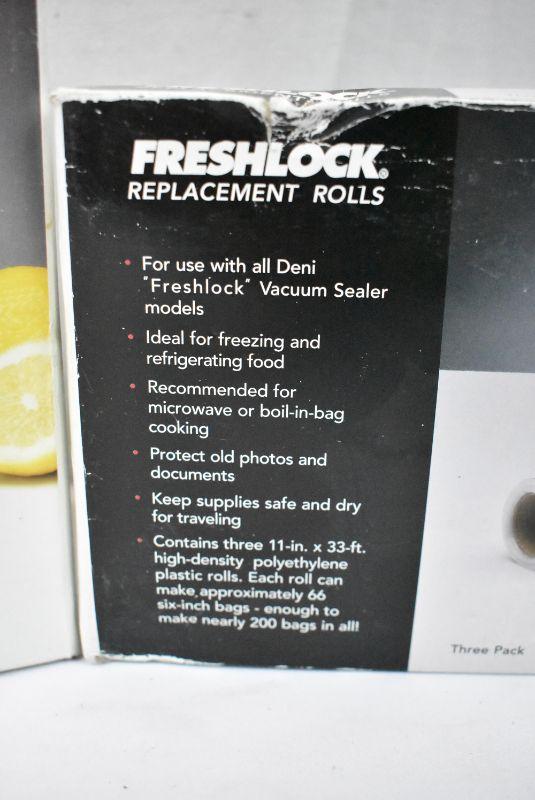 FRESHLOCK®
REPLACEMENT ROLLS
• For use with all Deni
"Freshlock" Vacuum Sealer
models
• Ideal for freezing and
refrigerating food
• Recommended for
microwave or boil-in-bag
cooking
• Protect old photos and
documents
• Keep supplies safe and dry
for traveling
• Contains three 11-in. x 33-ft.
high-density polyethylene
plastic rolls. Each roll can
make approximately 66
six-inch bags - enough to
make nearly 200 bags in all!
Three Pack